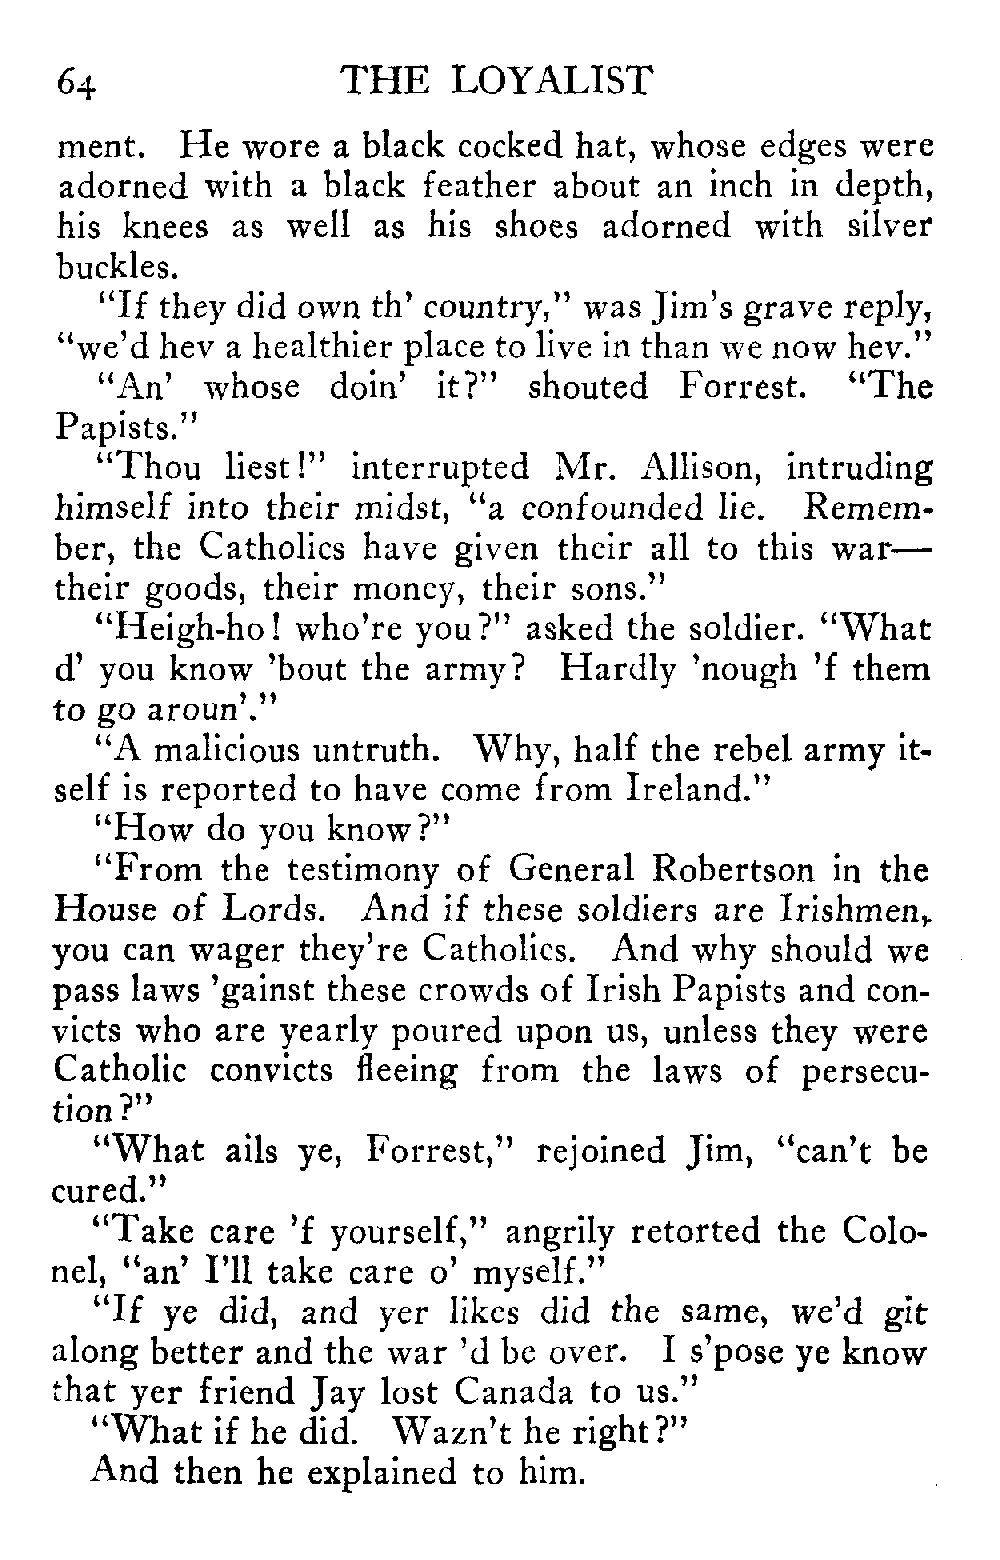 64 THE LOYALIST
ment. He wore a black cocked hat, whose edges were
adorned with a black feather about an inch in depth,
his knees as well as his shoes adorned with silver
buckles.
"If they did own th' country," was Jim's grave reply,
"we'd hev a healthier place to live in than we now hev."
"An' whose doin' it?" shouted Forrest. "The
Papists."
"Thou liest!" interrupted Mr. Allison, intruding
himself into their midst, "a confounded lie. Remem-
ber, the Catholics have given their all to this war—
their goods, their money, their sons."
"Heigh-ho! who're you?" asked the soldier. "What
d' you know 'bout the army? Hardly 'nough 'f them
to go aroun'."
"A malicious untruth. Why, half the rebel army it-
self is reported to have come from Ireland."
"How do you know?"
"From the testimony of General Robertson in the
House of Lords. And if these soldiers are Irishmen,
you can wager they're Catholics. And why should we
pass laws 'gainst these crowds of Irish Papists and con-
victs who are yearly poured upon us, unless they were
Catholic convicts fleeing from the laws of persecu-
tion?"
"What ails ye, Forrest," rejoined Jim, "can't be
cured."
"Take care 'f yourself," angrily retorted the Colo-
nel, "an' I'll take care o' myself."
"If ye did, and yer likes did the same, we'd git
along better and the war 'd be over. I s'pose ye know
that yer friend Jay lost Canada to us."
"What if he did. Wazn't he right?"
And then he explained to him.